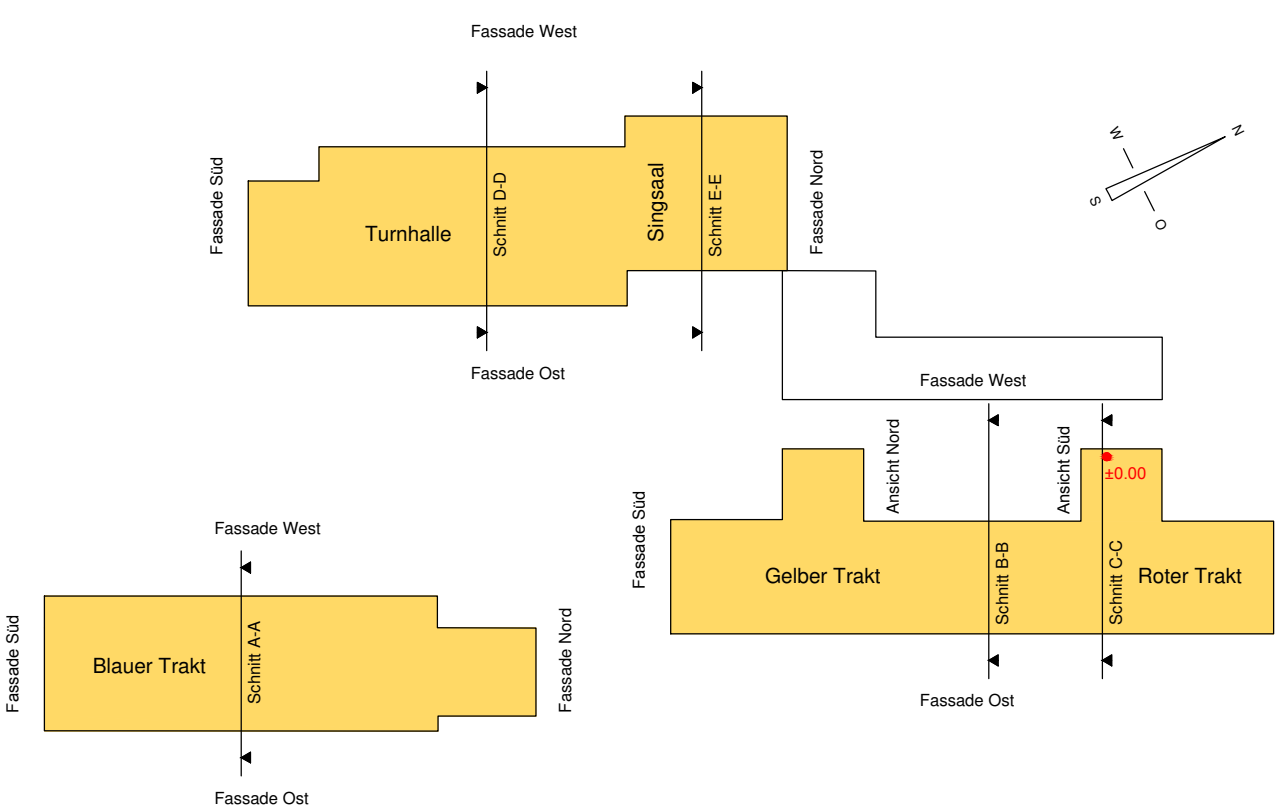 Fassade West
Fassade Süd
Turnhalle
Schnitt D-D
Singsaal
Schnitt E-E
Fassade Nord
Fassade Ost
N
W
S
O
Fassade West
Fassade Süd
Ansicht Nord
Ansicht Süd
±0.00
Gelber Trakt
Schnitt B-B
Schnitt C-C
Roter Trakt
Fassade Ost
Fassade West
Fassade Süd
Blauer Trakt
Schnitt A-A
Fassade Nord
Fassade Ost